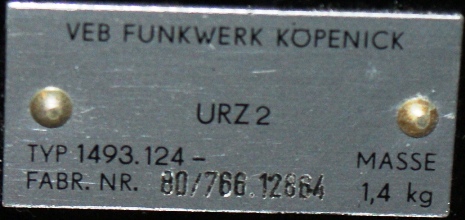 VEB FUNKWERK KÖPENICK
URZ 2
TYP 1493.124 – MASSE
FABR. NR. 80/766 12864 1,4 kg